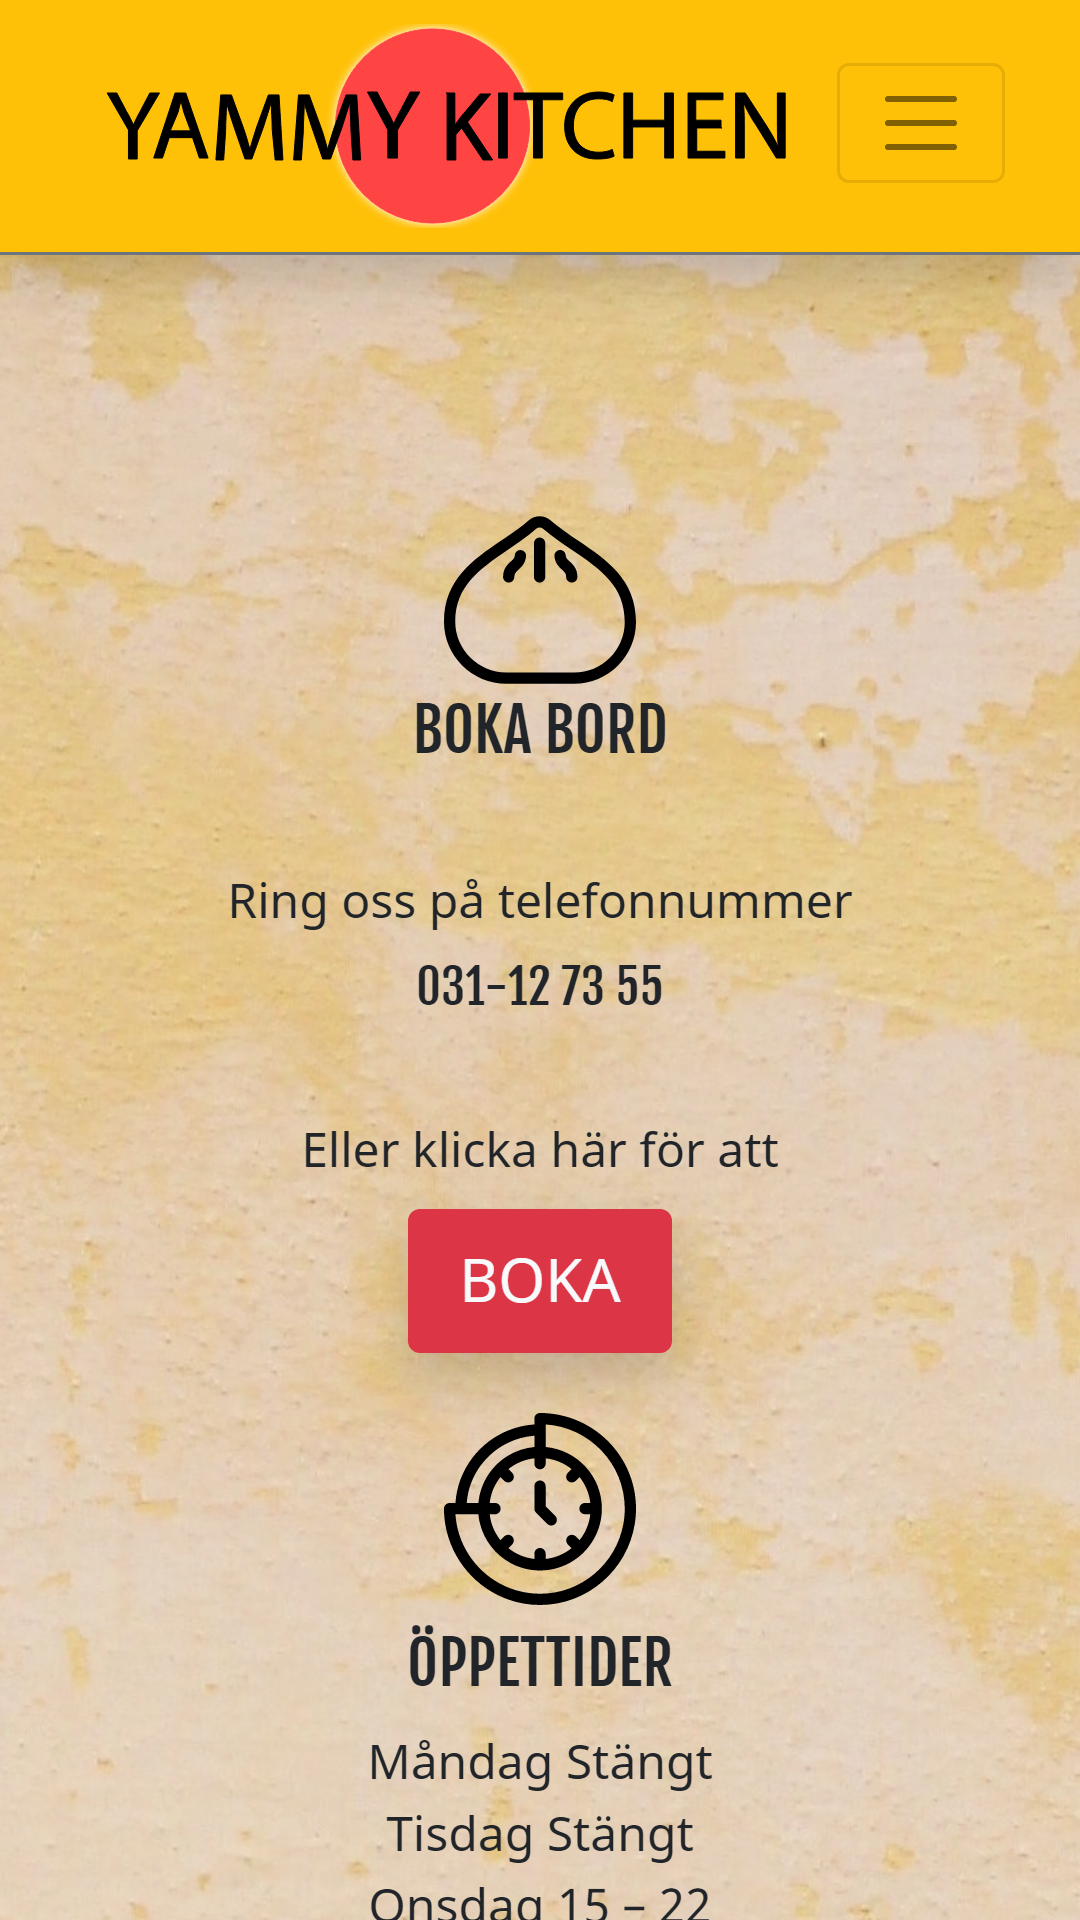 YAMMY KITCHEN
BOKA BORD
Ring oss på telefonnummer
031-12 73 55
Eller klicka här för att
BOKA
ÖPPETTIDER
Måndag Stängt
Tisdag Stängt
Onsdag 15 – 22